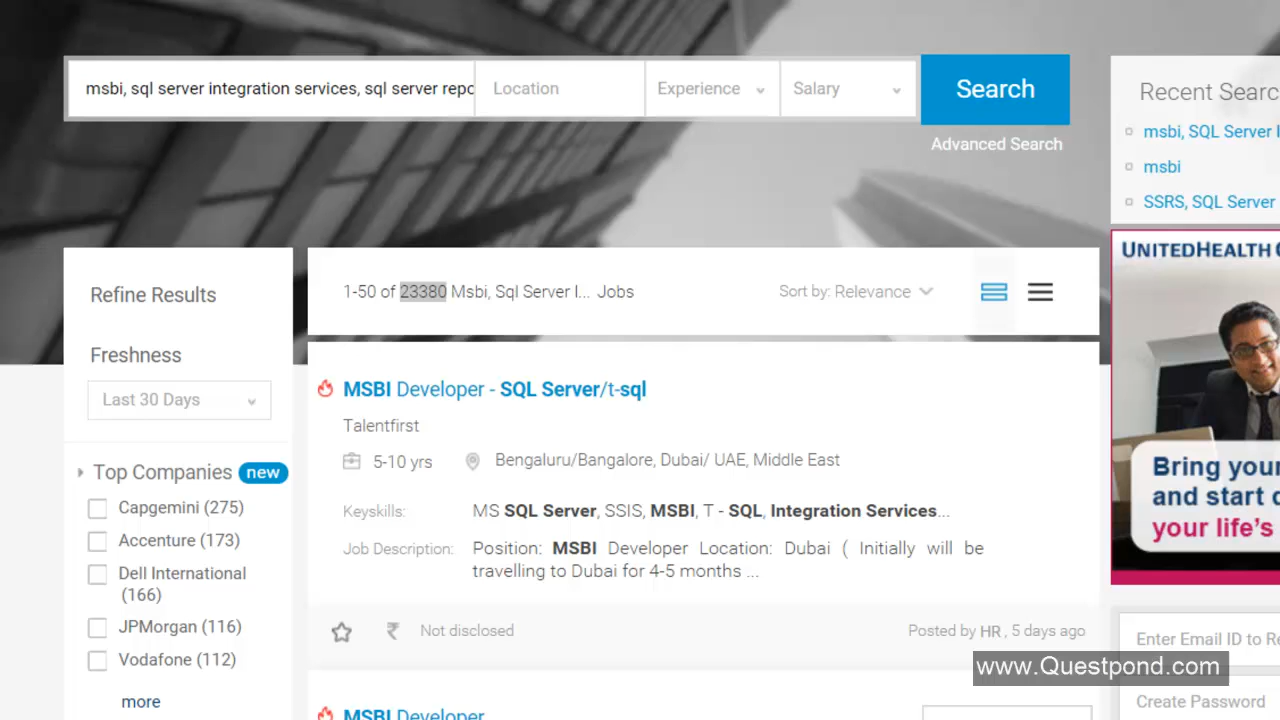 msbi, sql server integration services, sql server repo
Location
Experience
Salary
Search
Advanced Search
Recent Searc
msbi, SQL Server I
msbi
SSRS, SQL Server
Refine Results
Freshness
Last 30 Days
Top Companies new
Capgemini (275)
Accenture (173)
Dell International
(166)
JPMorgan (116)
Vodafone (112)
more
1-50 of 23380 Msbi, Sql Server I... Jobs
Sort by: Relevance
MSBI Developer - SQL Server/t-sql
Talentfirst
5-10 yrs
Bengaluru/Bangalore, Dubai/ UAE, Middle East
Keyskills:
MS SQL Server, SSIS, MSBI, T - SQL, Integration Services...
Job Description:
Position: MSBI Developer Location: Dubai ( Initially will be
travelling to Dubai for 4-5 months ...
₹ Not disclosed
Posted by HR , 5 days ago
MSBI Developer
UNITEDHEALTH G
Bring your
and start d
your life's
Enter Email ID to Re
www.Questpond.com
Create Password